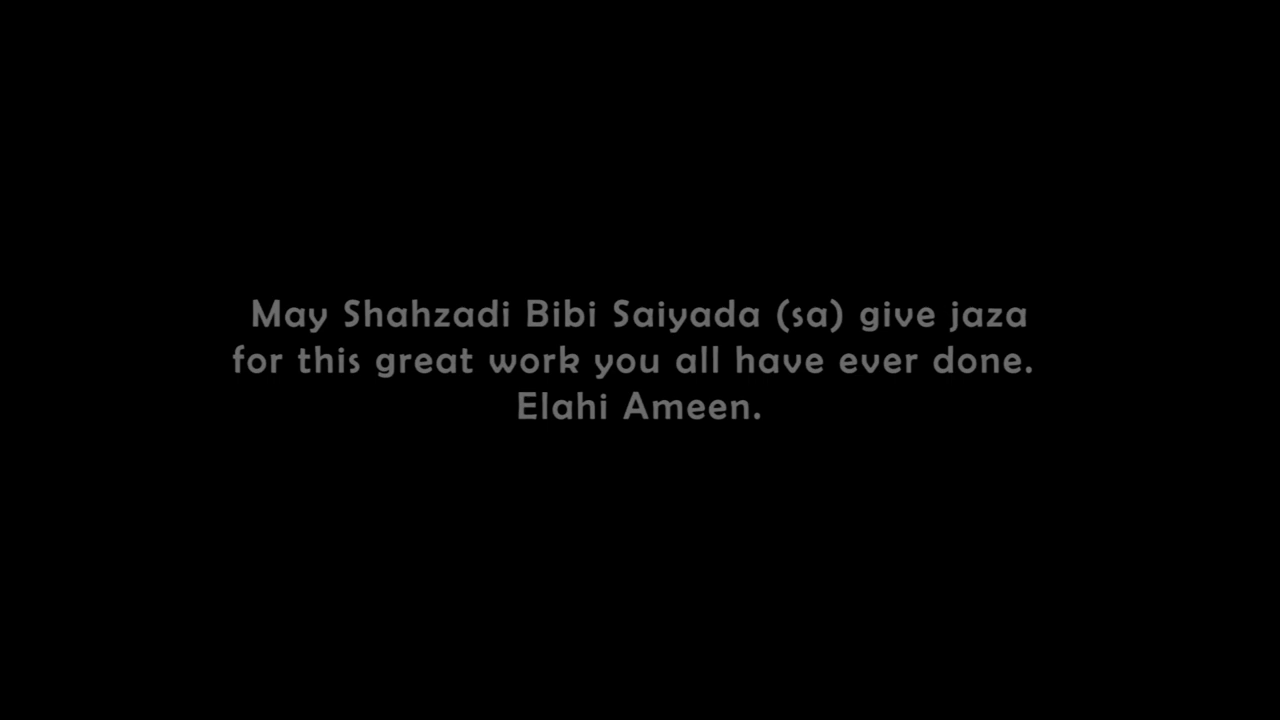 May Shahzadi Bibi Saiyada (sa) give jaza
for this great work you all have ever done.
Elahi Ameen.